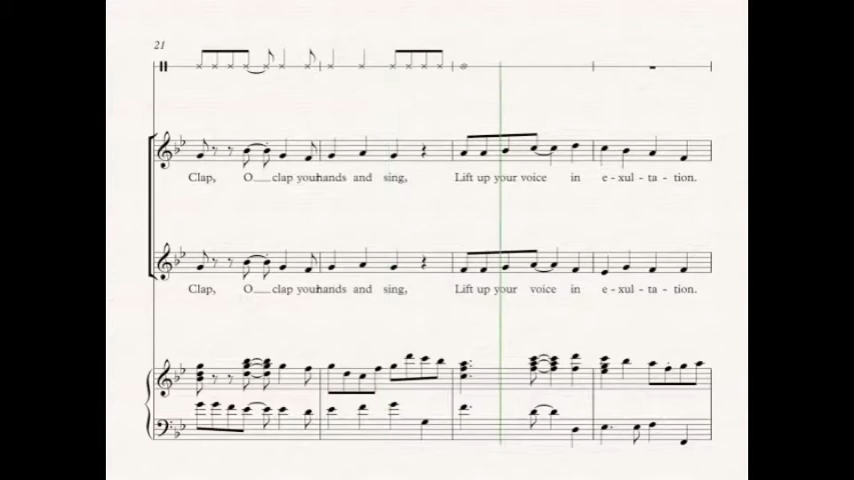 21
Clap, O clap your hands and sing, Lift up your voice in e - xul - ta - tion.
Clap, O clap your hands and sing, Lift up your voice in e - xul - ta - tion.